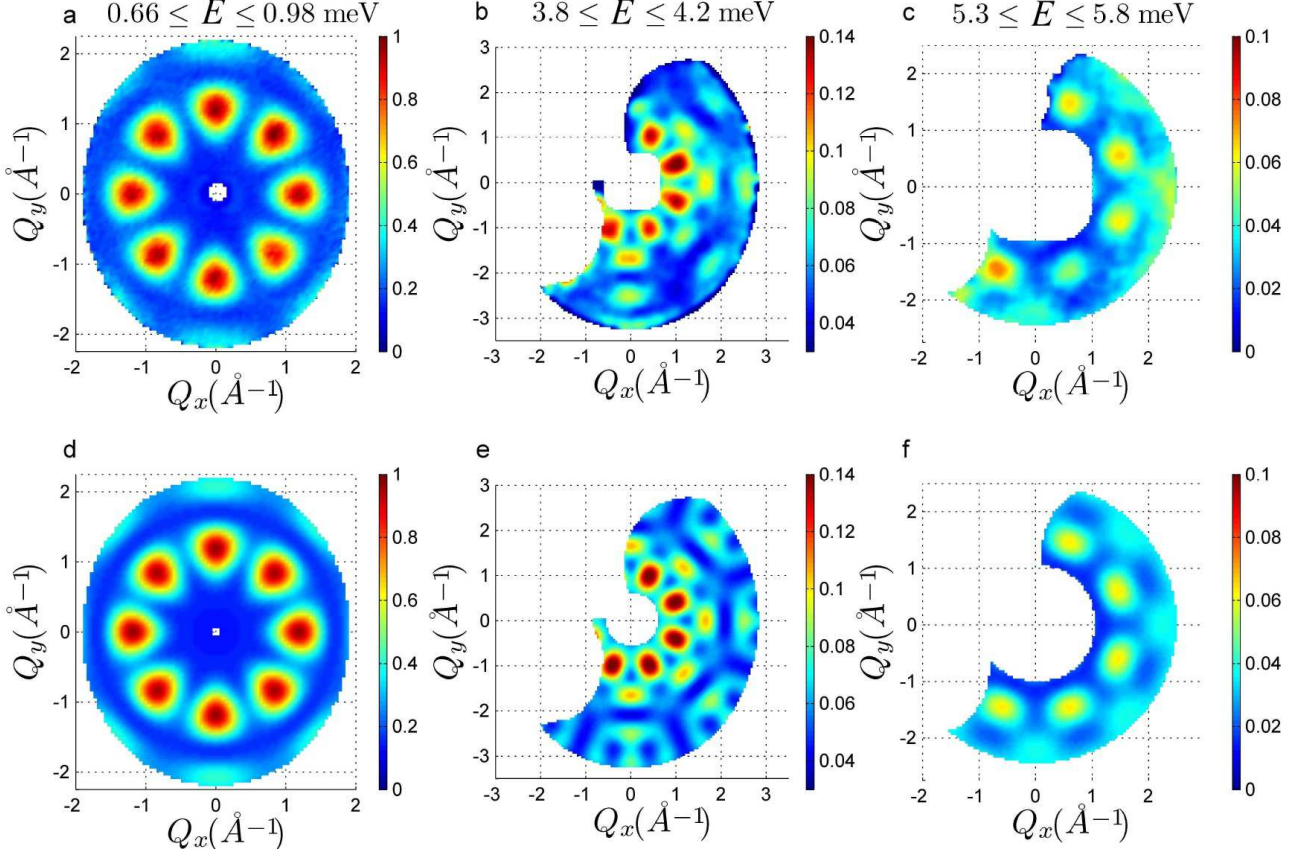 a 0.66 ≤ E ≤ 0.98 meV
b 3.8 ≤ E ≤ 4.2 meV
c 5.3 ≤ E ≤ 5.8 meV
2
1
0
-1
-2
-2 -1 0 1 2
Qy(Å−1)
Qx(Å−1)
1
0.8
0.6
0.4
0.2
0
3
2
1
0
-1
-2
-3
-3 -2 -1 0 1 2 3
Qy(Å−1)
Qx(Å−1)
0.14
0.12
0.10
0.08
0.06
0.04
2
1
0
-1
-2
-2 -1 0 1 2
Qy(Å−1)
Qx(Å−1)
0.1
0.08
0.06
0.04
0.02
0
d
2
1
0
-1
-2
-2 -1 0 1 2
Qy(Å−1)
Qx(Å−1)
1
0.8
0.6
0.4
0.2
0
e
3
2
1
0
-1
-2
-3
-3 -2 -1 0 1 2 3
Qy(Å−1)
Qx(Å−1)
0.14
0.12
0.10
0.08
0.06
0.04
f
2
1
0
-1
-2
-2 -1 0 1 2
Qy(Å−1)
Qx(Å−1)
0.1
0.08
0.06
0.04
0.02
0